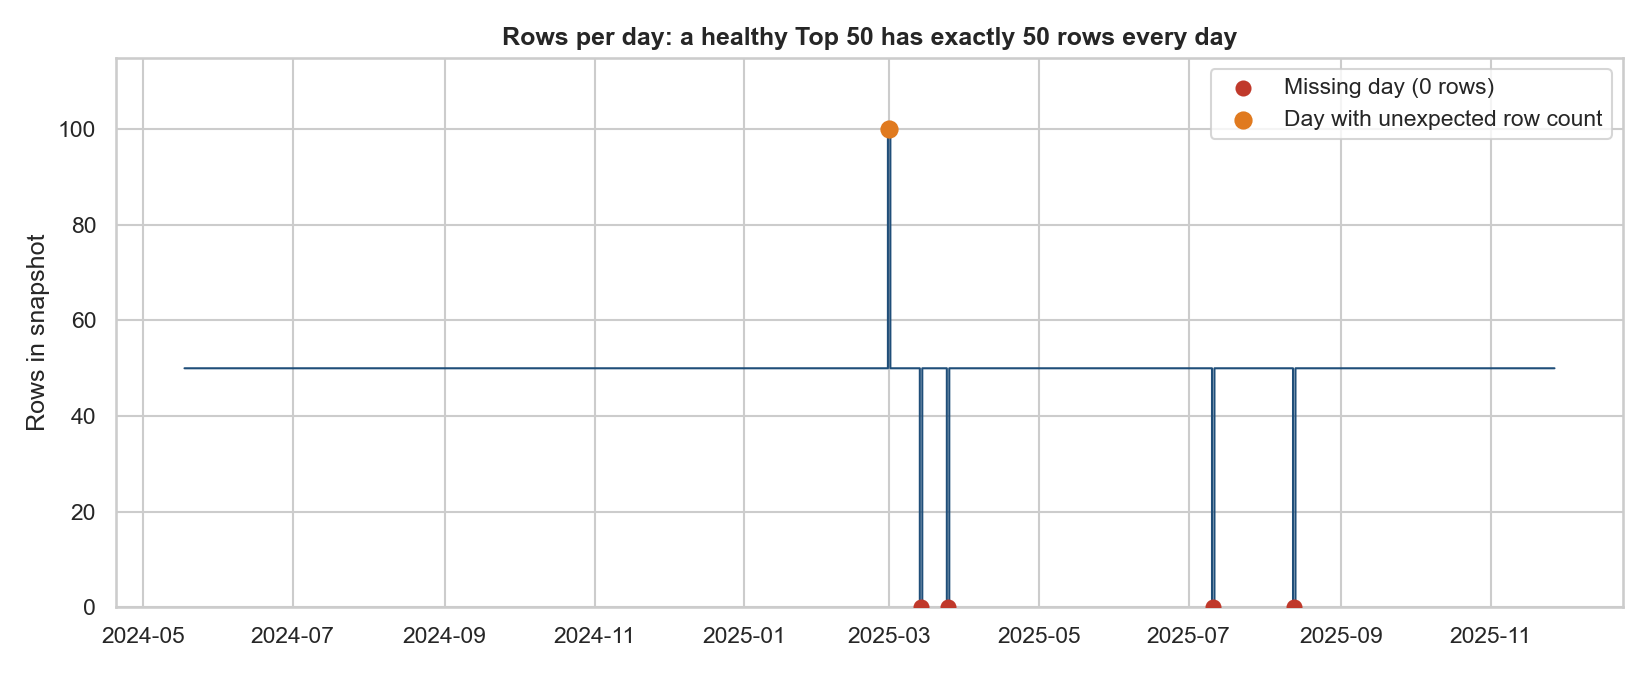 Rows per day: a healthy Top 50 has exactly 50 rows every day
Missing day (0 rows)
Day with unexpected row count
Rows in snapshot
100
80
60
40
20
0
2024-05 2024-07 2024-09 2024-11 2025-01 2025-03 2025-05 2025-07 2025-09 2025-11